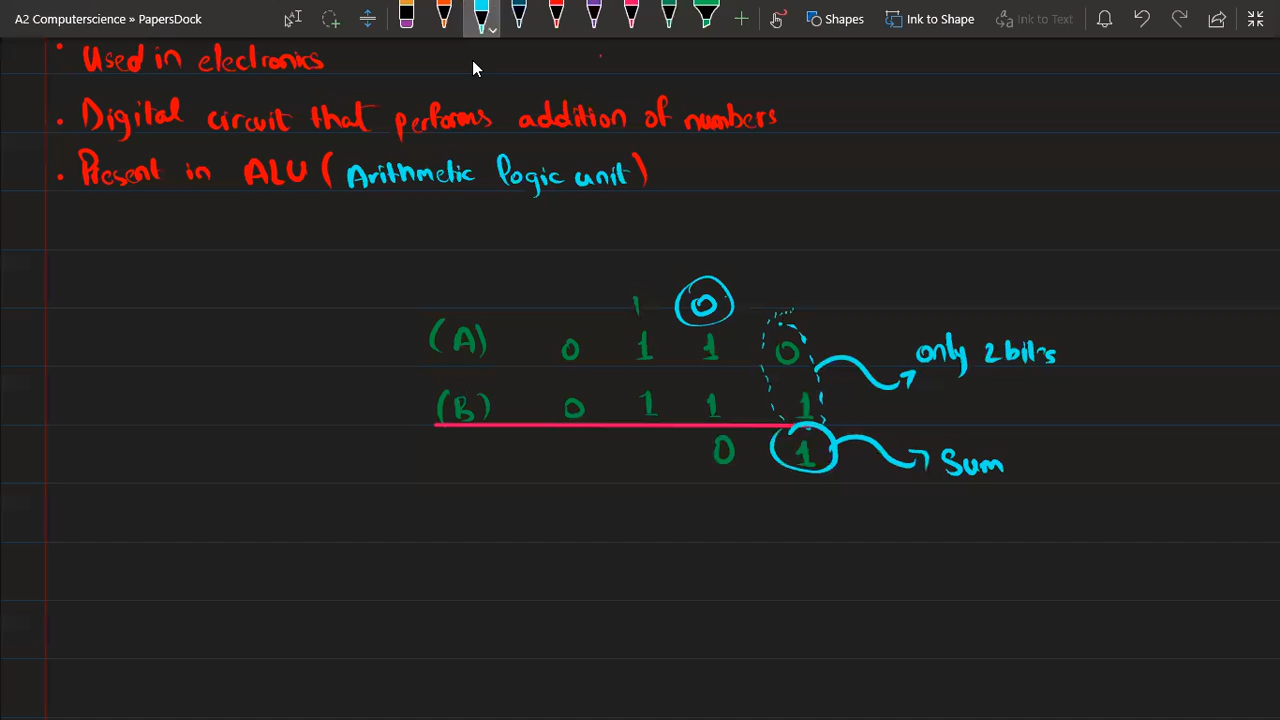 A2 Computerscience » PapersDock
Shapes
Ink to Shape
Ink to Text
• Used in electronics
• Digital circuit that performs addition of numbers
• Present in ALU (Arithmetic logic unit)
1 0
(A) 0 1 1 0
only 2 bits
(B) 0 1 1 1
0 1
Sum